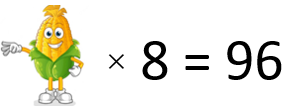 × 8 = 96